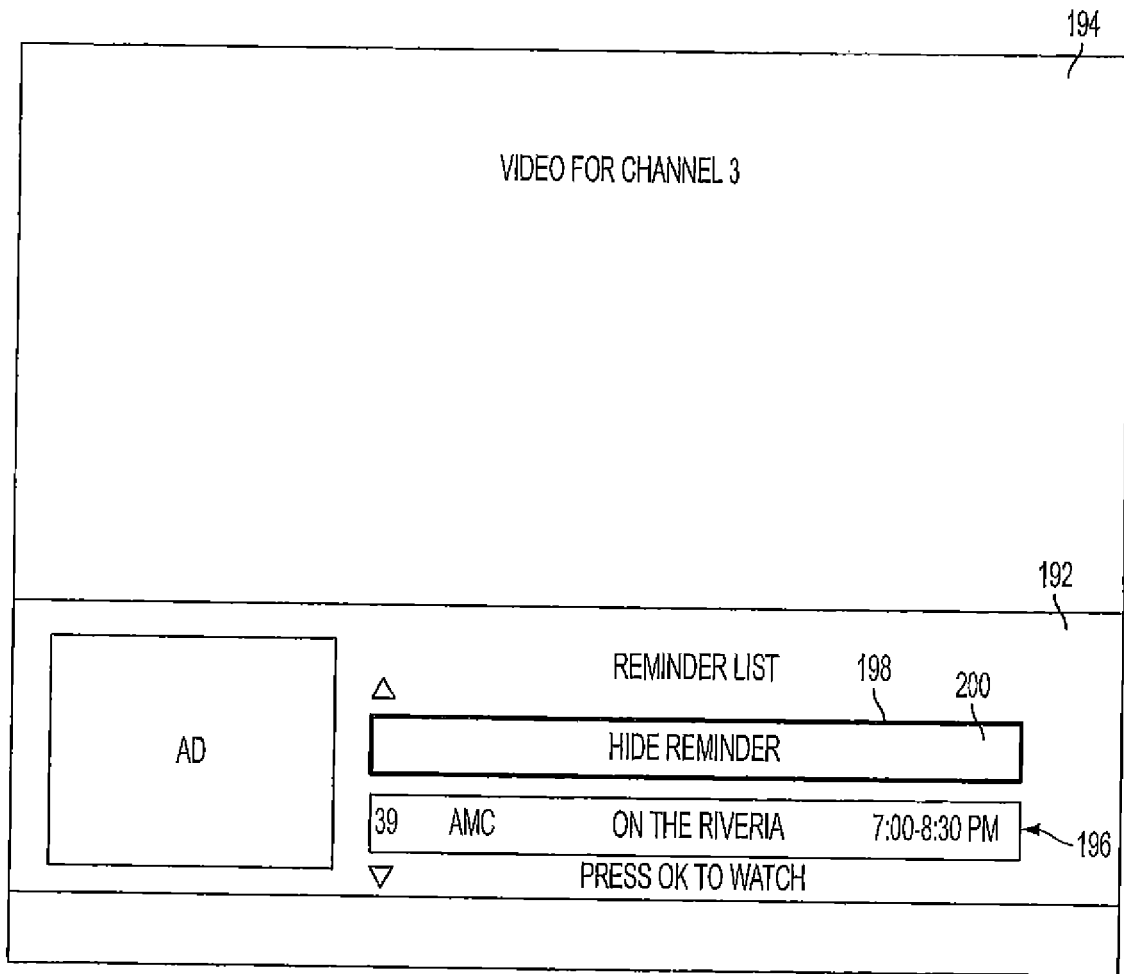 194
VIDEO FOR CHANNEL 3
192
REMINDER LIST
198
200
AD
HIDE REMINDER
39 AMC ON THE RIVERIA 7:00-8:30 PM
196
PRESS OK TO WATCH